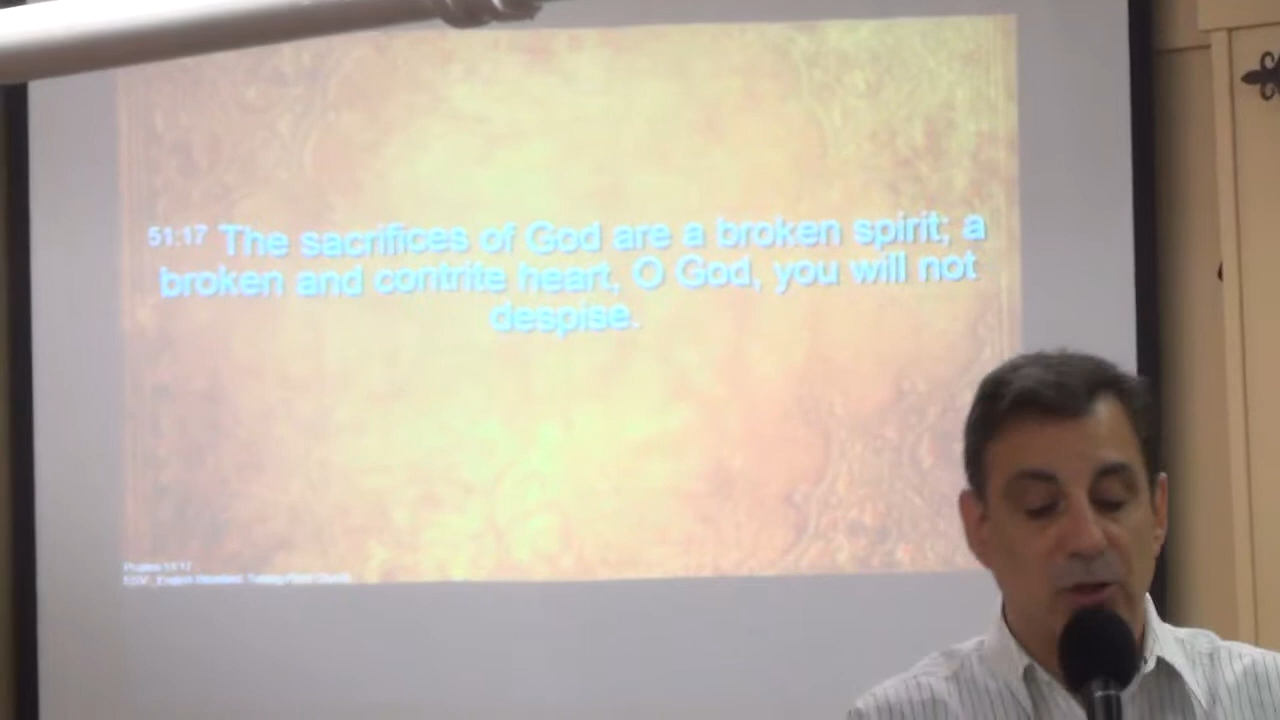 51:17 The sacrifices of God are a broken spirit; a
broken and contrite heart, O God, you will not
despise.